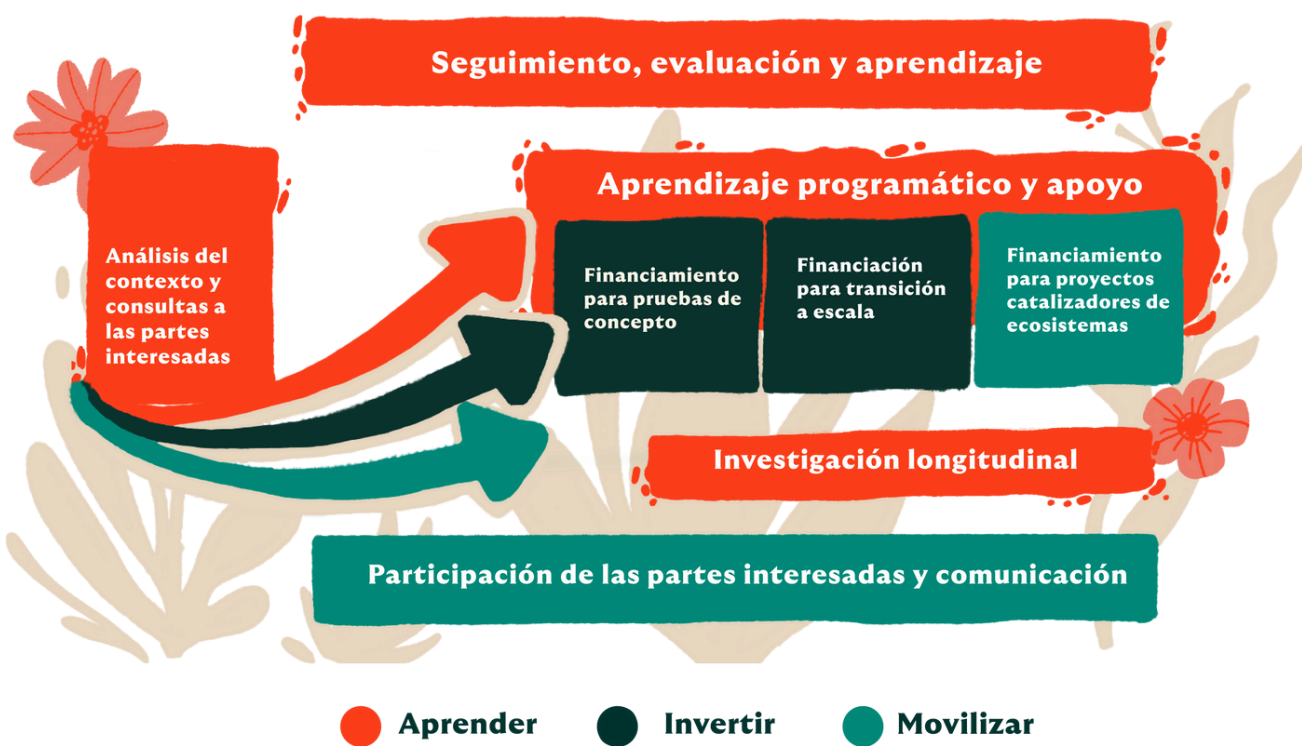 Seguimiento, evaluación y aprendizaje
Aprendizaje programático y apoyo
Análisis del
contexto y
consultas a
las partes
interesadas
Financiamiento
para pruebas de
concepto
Financiación
para transición
a escala
Financiamiento
para proyectos
catalizadores de
ecosistemas
Investigación longitudinal
Participación de las partes interesadas y comunicación
Aprender
Invertir
Movilizar